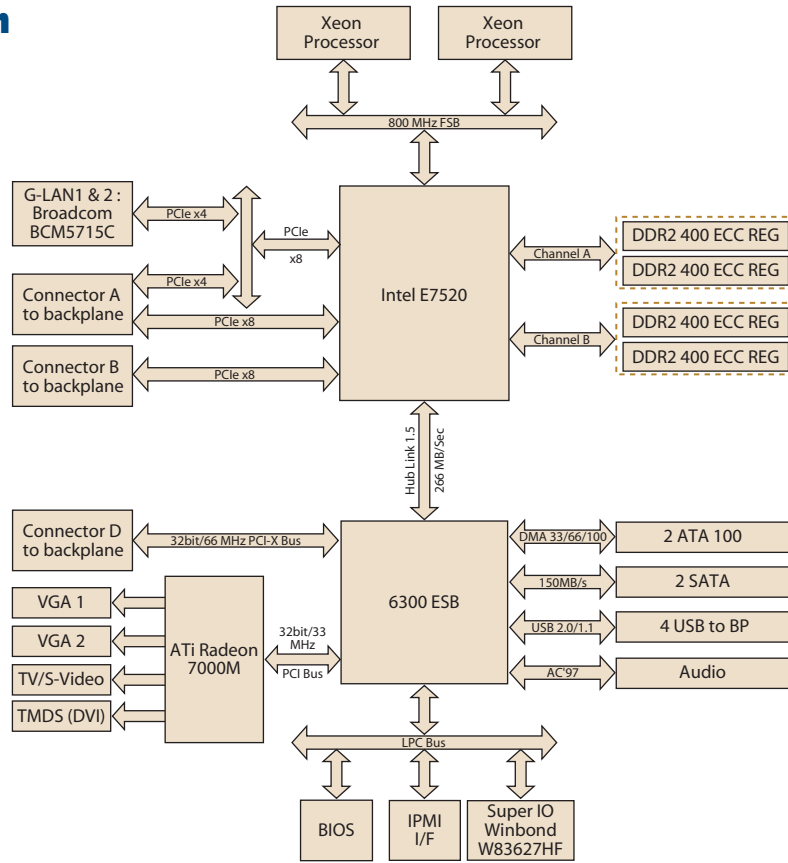 Xeon
Processor
Xeon
Processor
800 MHz FSB
G-LAN1 & 2 :
Broadcom
BCM5715C
PCIe x4
PCIe
x8
Connector A
to backplane
PCIe x4
PCIe x8
Connector B
to backplane
PCIe x8
Intel E7520
Channel A
DDR2 400 ECC REG
DDR2 400 ECC REG
Channel B
DDR2 400 ECC REG
DDR2 400 ECC REG
Hub Link 1.5
266 MB/Sec
Connector D
to backplane
32bit/66 MHz PCI-X Bus
6300 ESB
DMA 33/66/100
2 ATA 100
150MB/s
2 SATA
USB 2.0/1.1
4 USB to BP
AC'97
Audio
VGA 1
VGA 2
TV/S-Video
TMDS (DVI)
ATi Radeon
7000M
32bit/33
MHz
PCI Bus
LPC Bus
BIOS
IPMI
I/F
Super IO
Winbond
W83627HF